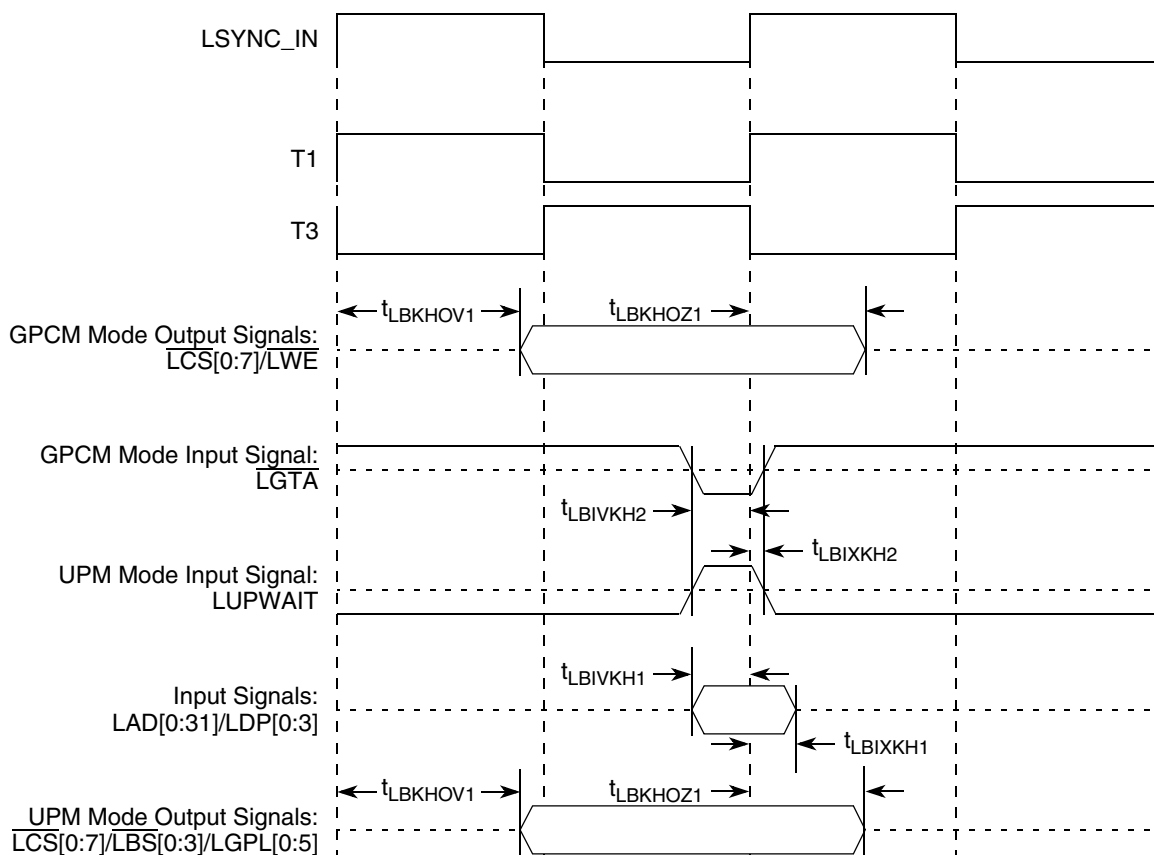 LSYNC_IN
T1
T3
tLBKHOV1
tLBKHOZ1
GPCM Mode Output Signals:
LCS[0:7]/LWE
GPCM Mode Input Signal:
LGTA
tLBIVKH2
tLBIXKH2
UPM Mode Input Signal:
LUPWAIT
tLBIVKH1
Input Signals:
LAD[0:31]/LDP[0:3]
tLBIXKH1
tLBKHOV1
tLBKHOZ1
UPM Mode Output Signals:
LCS[0:7]/LBS[0:3]/LGPL[0:5]